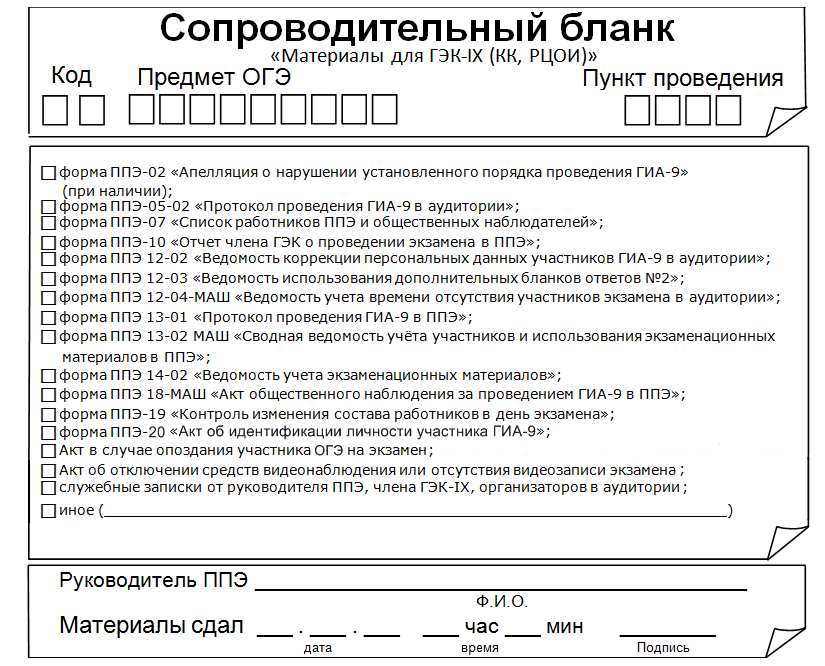 Сопроводительный бланк
«Материалы для ГЭК-IX (КК, РЦОИ)»
Код Предмет ОГЭ Пункт проведения
форма ППЭ-02 «Апелляция о нарушении установленного порядка проведения ГИА-9»
(при наличии);
форма ППЭ-05-02 «Протокол проведения ГИА-9 в аудитории»;
форма ППЭ-07 «Список работников ППЭ и общественных наблюдателей»;
форма ППЭ-10 «Отчет члена ГЭК о проведении экзамена в ППЭ»;
форма ППЭ 12-02 «Ведомость коррекции персональных данных участников ГИА-9 в аудитории»;
форма ППЭ 12-03 «Ведомость использования дополнительных бланков ответов №2»;
форма ППЭ 12-04-МАШ «Ведомость учета времени отсутствия участников экзамена в аудитории»;
форма ППЭ 13-01 «Протокол проведения ГИА-9 в ППЭ»;
форма ППЭ 13-02 МАШ «Сводная ведомость учёта участников и использования экзаменационных
материалов в ППЭ»;
форма ППЭ 14-02 «Ведомость учета экзаменационных материалов»;
форма ППЭ 18-МАШ «Акт общественного наблюдения за проведением ГИА-9 в ППЭ»;
форма ППЭ-19 «Контроль изменения состава работников в день экзамена»;
форма ППЭ-20 «Акт об идентификации личности участника ГИА-9»;
Акт в случае опоздания участника ОГЭ на экзамен;
Акт об отключении средств видеонаблюдения или отсутствия видеозаписи экзамена ;
служебные записки от руководителя ППЭ, члена ГЭК-IX, организаторов в аудитории ;
иное (______________________________)
Руководитель ППЭ ______________________________
Ф.И.О.
Материалы сдал ___ . ___ . ___ ___ час ___ мин ________
дата время Подпись